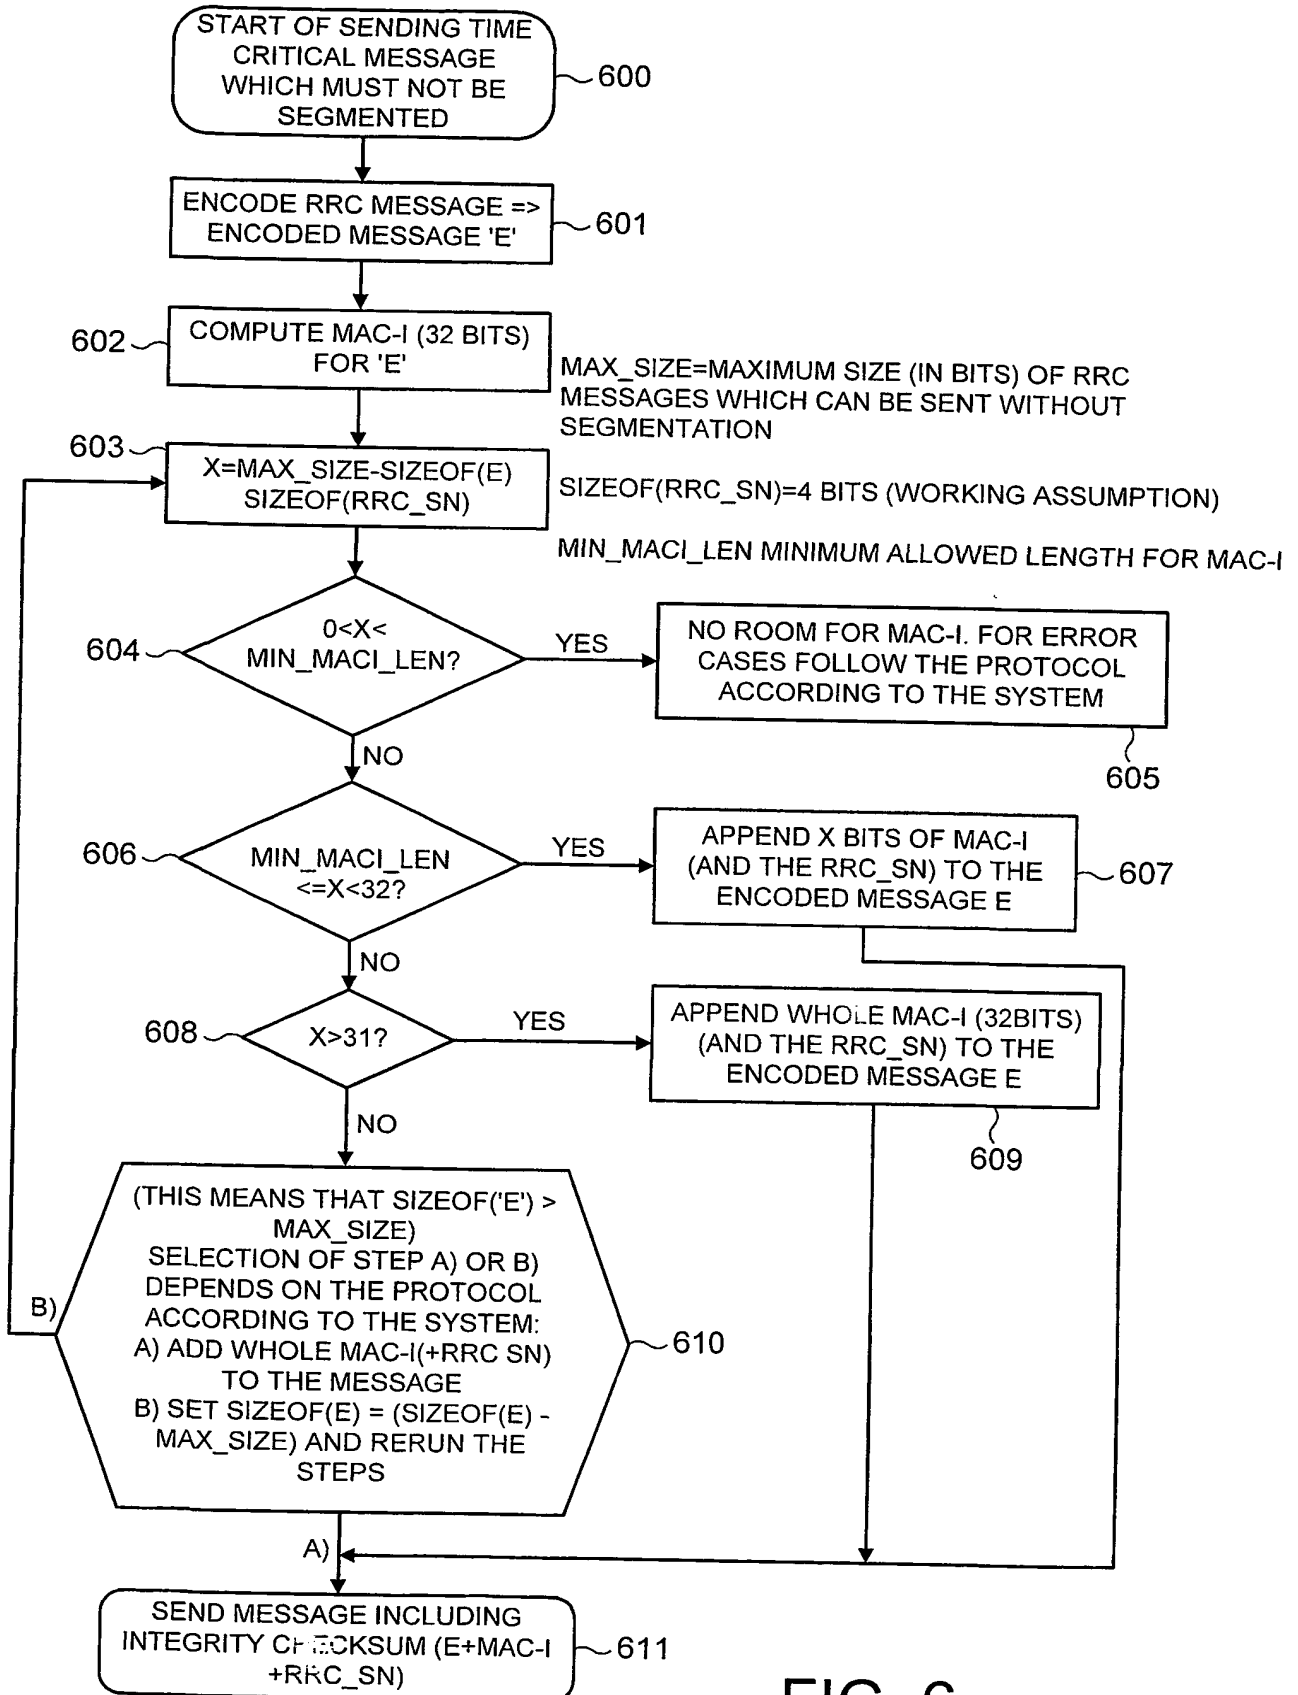 START OF SENDING TIME
CRITICAL MESSAGE
WHICH MUST NOT BE
SEGMENTED
600
ENCODE RRC MESSAGE =>
ENCODED MESSAGE 'E'
601
602
COMPUTE MAC-I (32 BITS)
FOR 'E'
MAX_SIZE=MAXIMUM SIZE (IN BITS) OF RRC
MESSAGES WHICH CAN BE SENT WITHOUT
SEGMENTATION
603
X=MAX_SIZE-SIZEOF(E)
SIZEOF(RRC_SN)
SIZEOF(RRC_SN)=4 BITS (WORKING ASSUMPTION)
MIN_MACI_LEN MINIMUM ALLOWED LENGTH FOR MAC-I
604
0<X<
MIN_MACI_LEN?
YES
NO ROOM FOR MAC-I. FOR ERROR
CASES FOLLOW THE PROTOCOL
ACCORDING TO THE SYSTEM
605
NO
606
MIN_MACI_LEN
<=X<32?
YES
APPEND X BITS OF MAC-I
(AND THE RRC_SN) TO THE
ENCODED MESSAGE E
607
NO
608
X>31?
YES
APPEND WHOLE MAC-I (32BITS)
(AND THE RRC_SN) TO THE
ENCODED MESSAGE E
609
NO
(THIS MEANS THAT SIZEOF('E') >
MAX_SIZE)
SELECTION OF STEP A) OR B)
DEPENDS ON THE PROTOCOL
ACCORDING TO THE SYSTEM:
A) ADD WHOLE MAC-I(+RRC SN)
TO THE MESSAGE
B) SET SIZEOF(E) = (SIZEOF(E) -
MAX_SIZE) AND RERUN THE
STEPS
B)
610
A)
SEND MESSAGE INCLUDING
INTEGRITY CHECKSUM (E+MAC-I
+RRC_SN)
611
FIG. 6